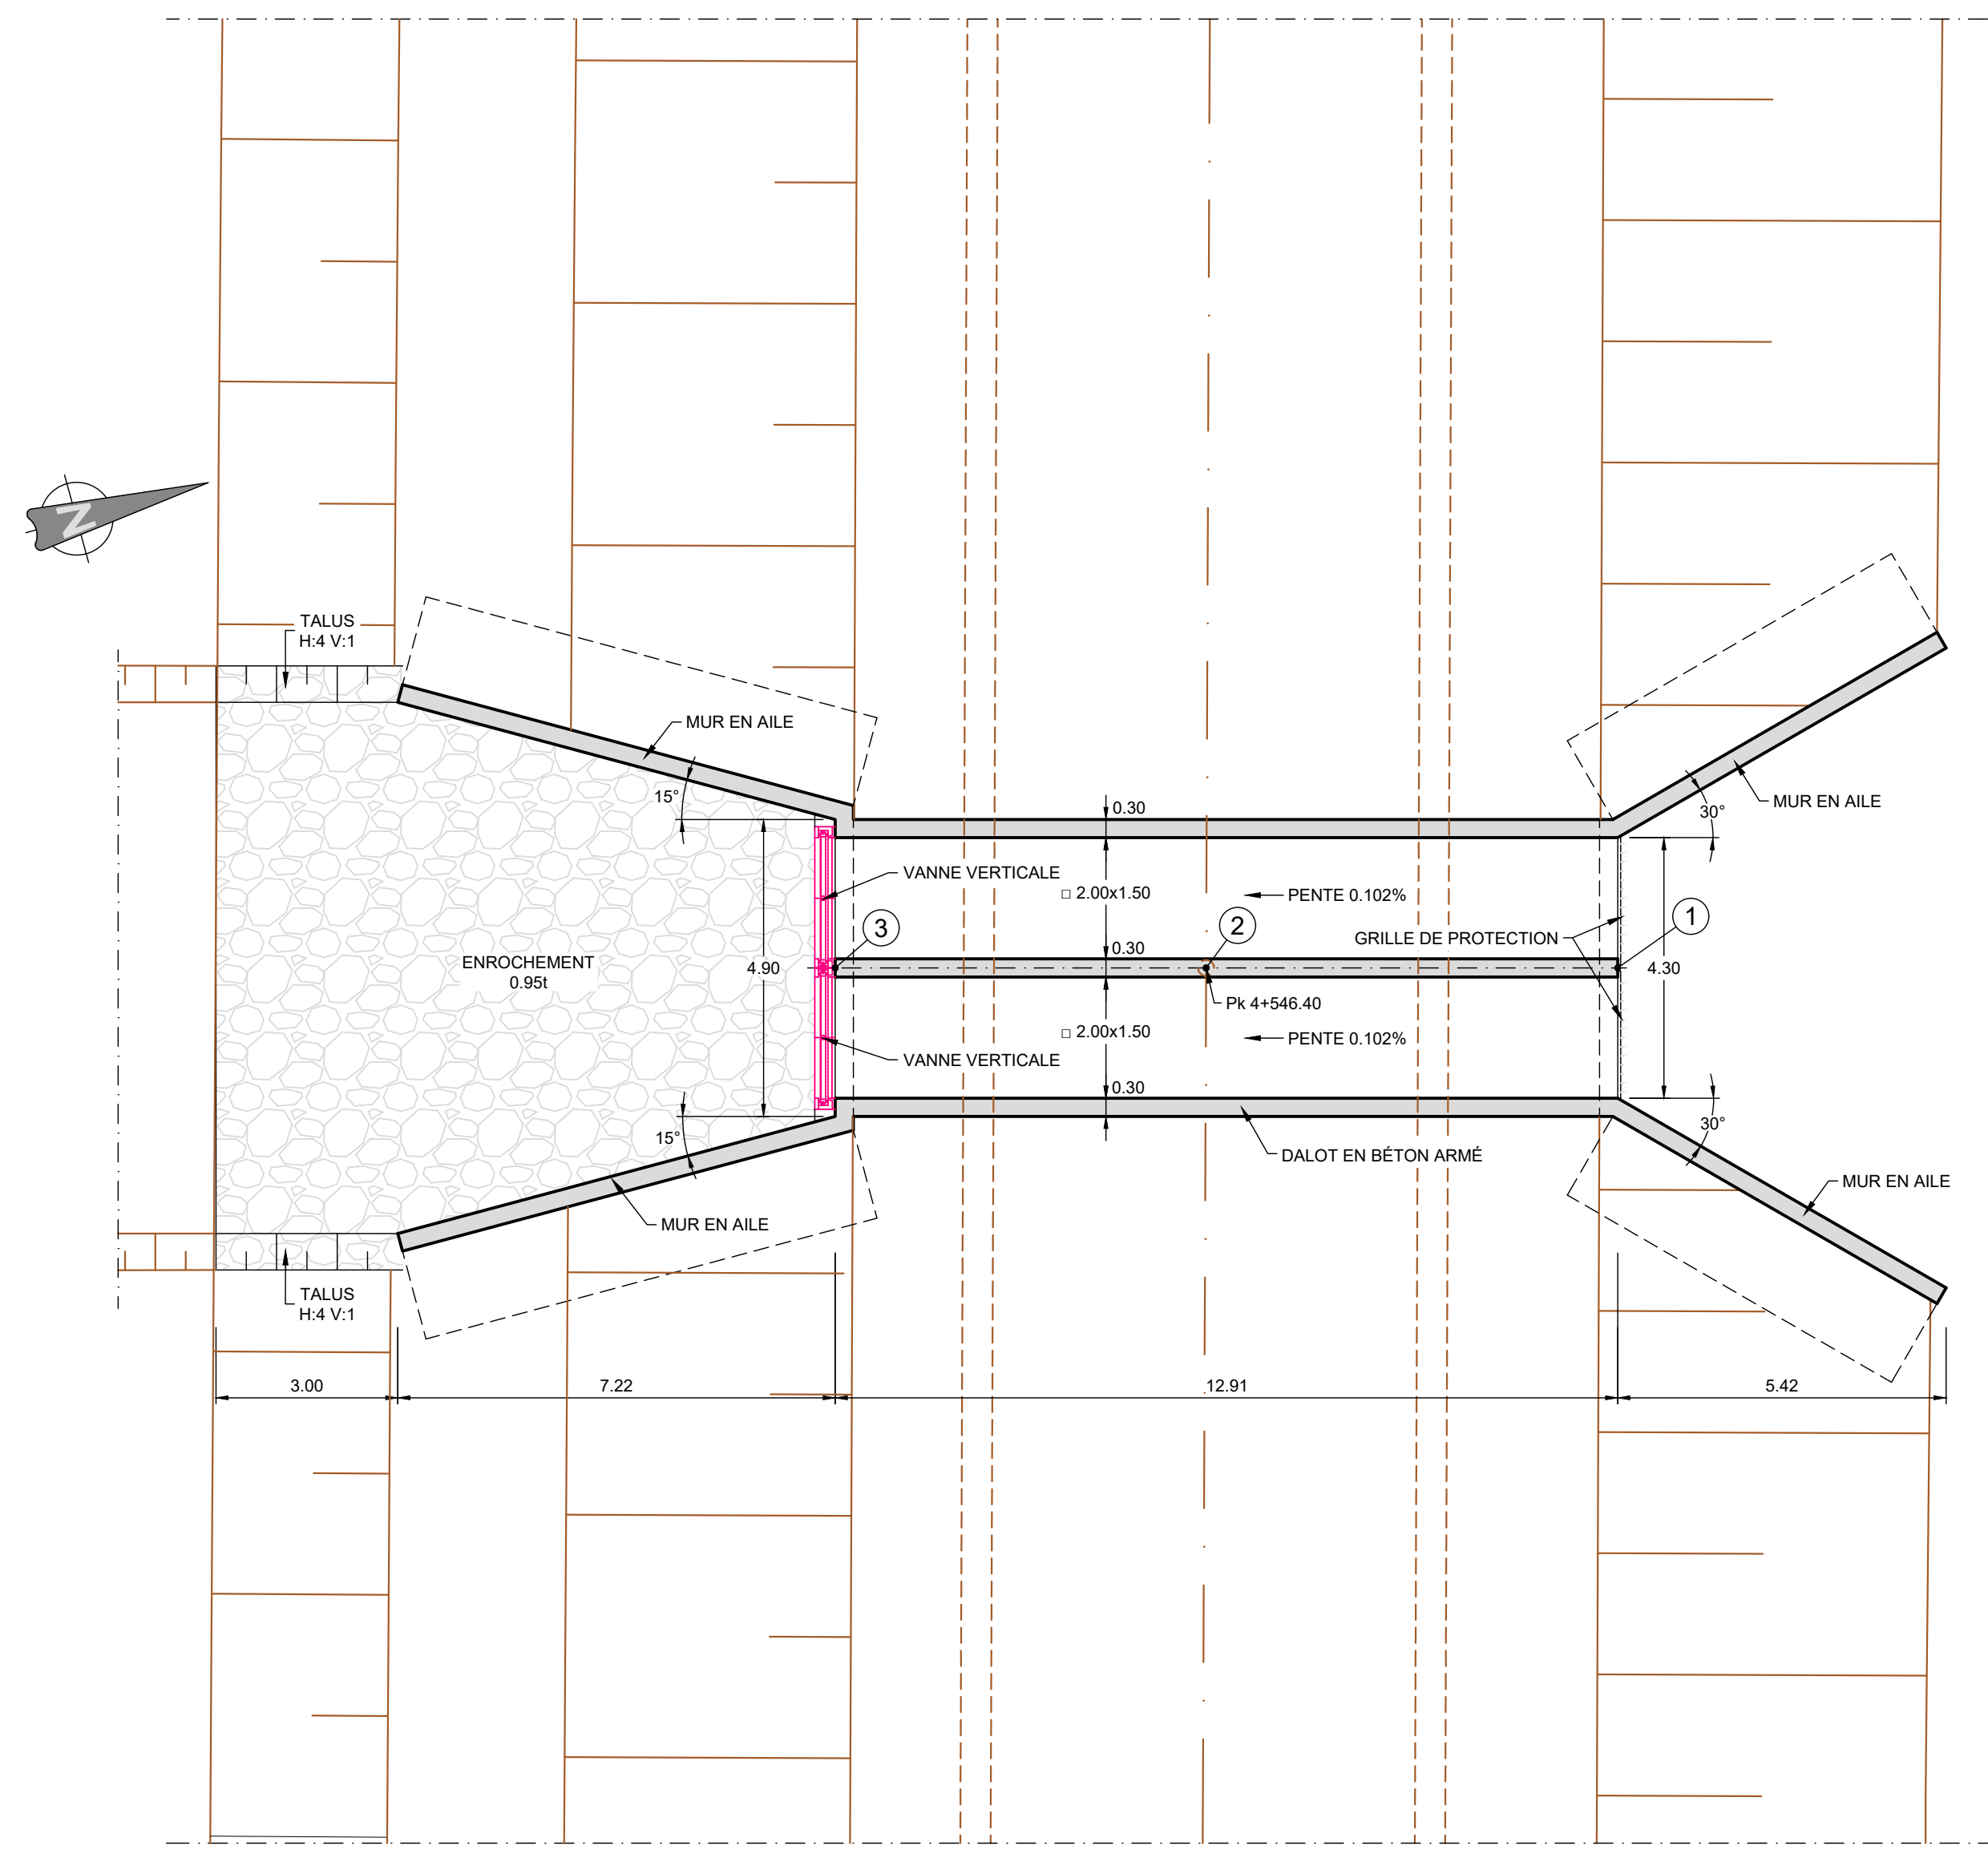 N
TALUS
H:4 V:1
MUR EN AILE
15°
0.30
30°
MUR EN AILE
VANNE VERTICALE
□ 2.00x1.50
PENTE 0.102%
3
2
1
GRILLE DE PROTECTION
0.30
ENROCHEMENT
0.95t
4.90
4.30
Pk 4+546.40
□ 2.00x1.50
PENTE 0.102%
VANNE VERTICALE
0.30
15°
30°
DALOT EN BÉTON ARMÉ
MUR EN AILE
MUR EN AILE
TALUS
H:4 V:1
3.00
7.22
12.91
5.42